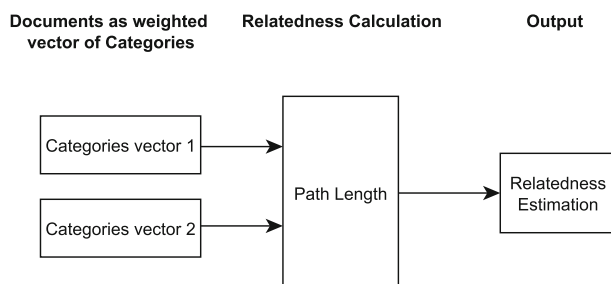 Documents as weighted
vector of Categories
Relatedness Calculation
Output
Categories vector 1
Categories vector 2
Path Length
Relatedness
Estimation